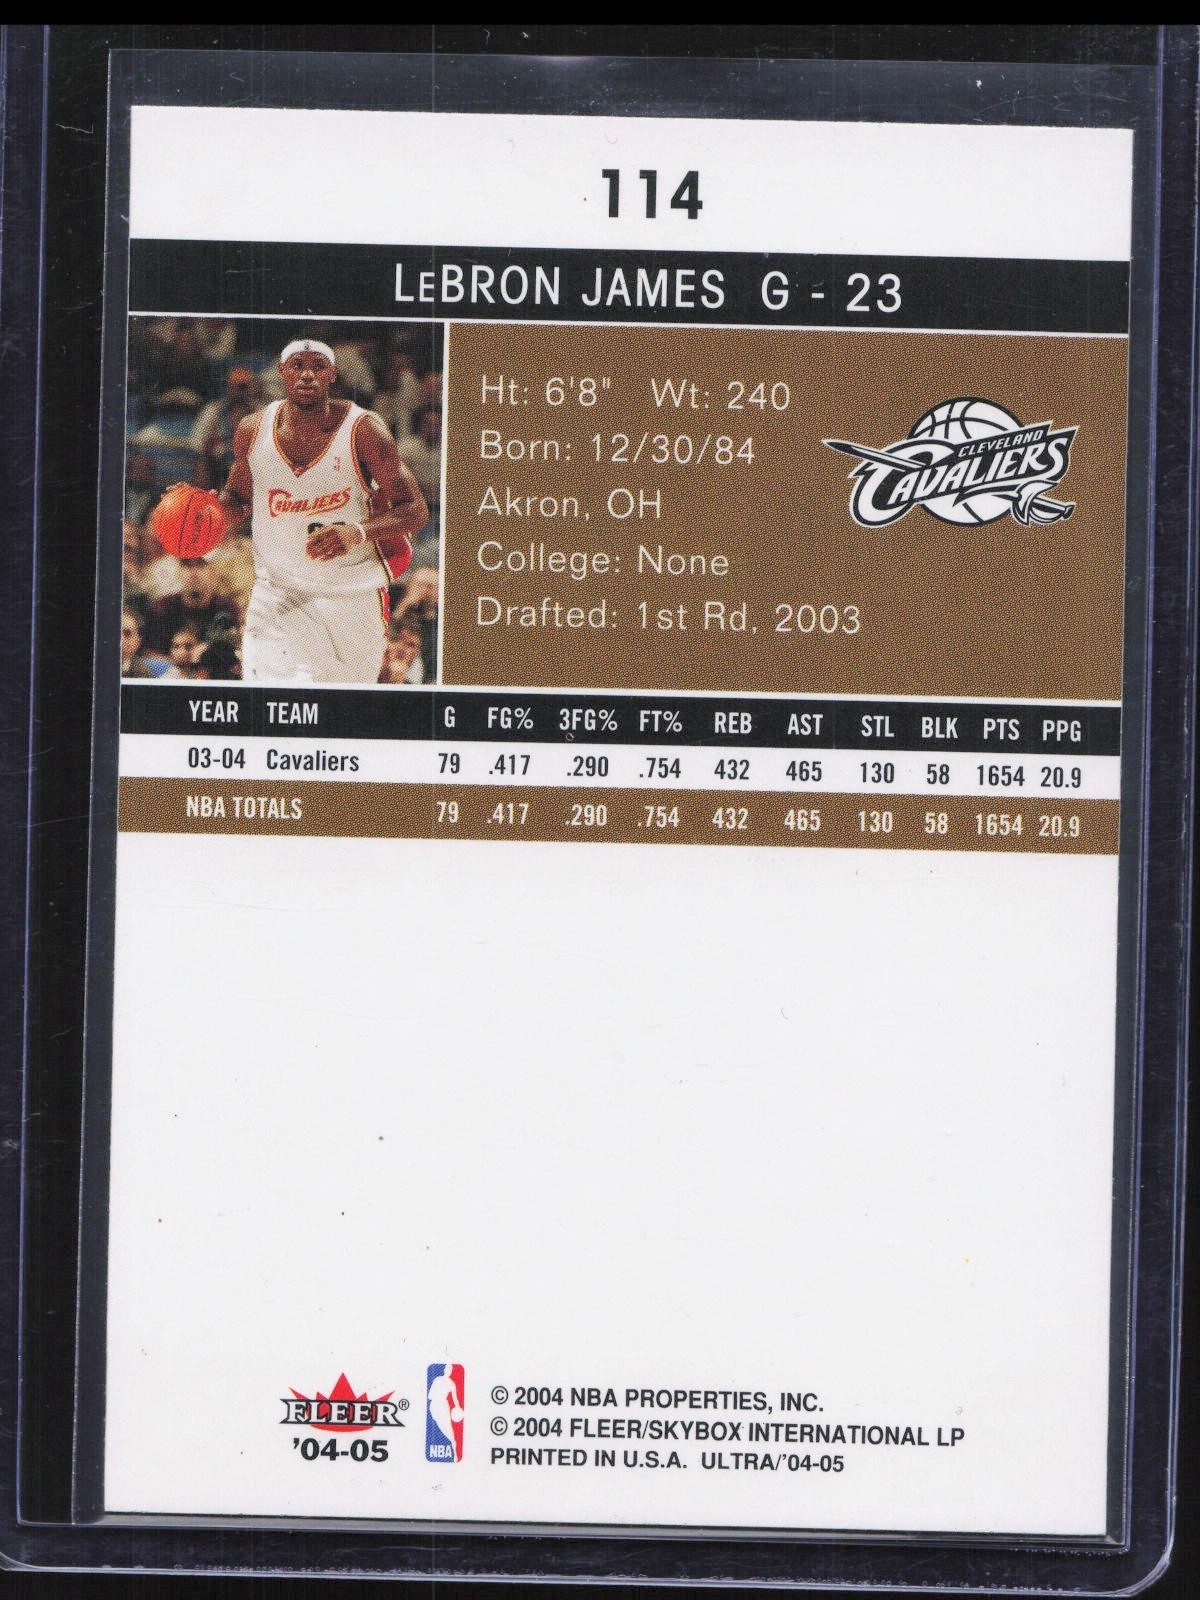 114
LeBRON JAMES G - 23
Ht: 6'8" Wt: 240
Born: 12/30/84
Akron, OH
College: None
Drafted: 1st Rd, 2003
CLEVELAND
CAVALIERS
CAVALIERS
YEAR TEAM G FG% 3FG% FT% REB AST STL BLK PTS PPG
03-04 Cavaliers 79 .417 .290 .754 432 465 130 58 1654 20.9
NBA TOTALS 79 .417 .290 .754 432 465 130 58 1654 20.9
FLEER®
'04-05
NBA
© 2004 NBA PROPERTIES, INC.
© 2004 FLEER/SKYBOX INTERNATIONAL LP
PRINTED IN U.S.A. ULTRA/'04-05